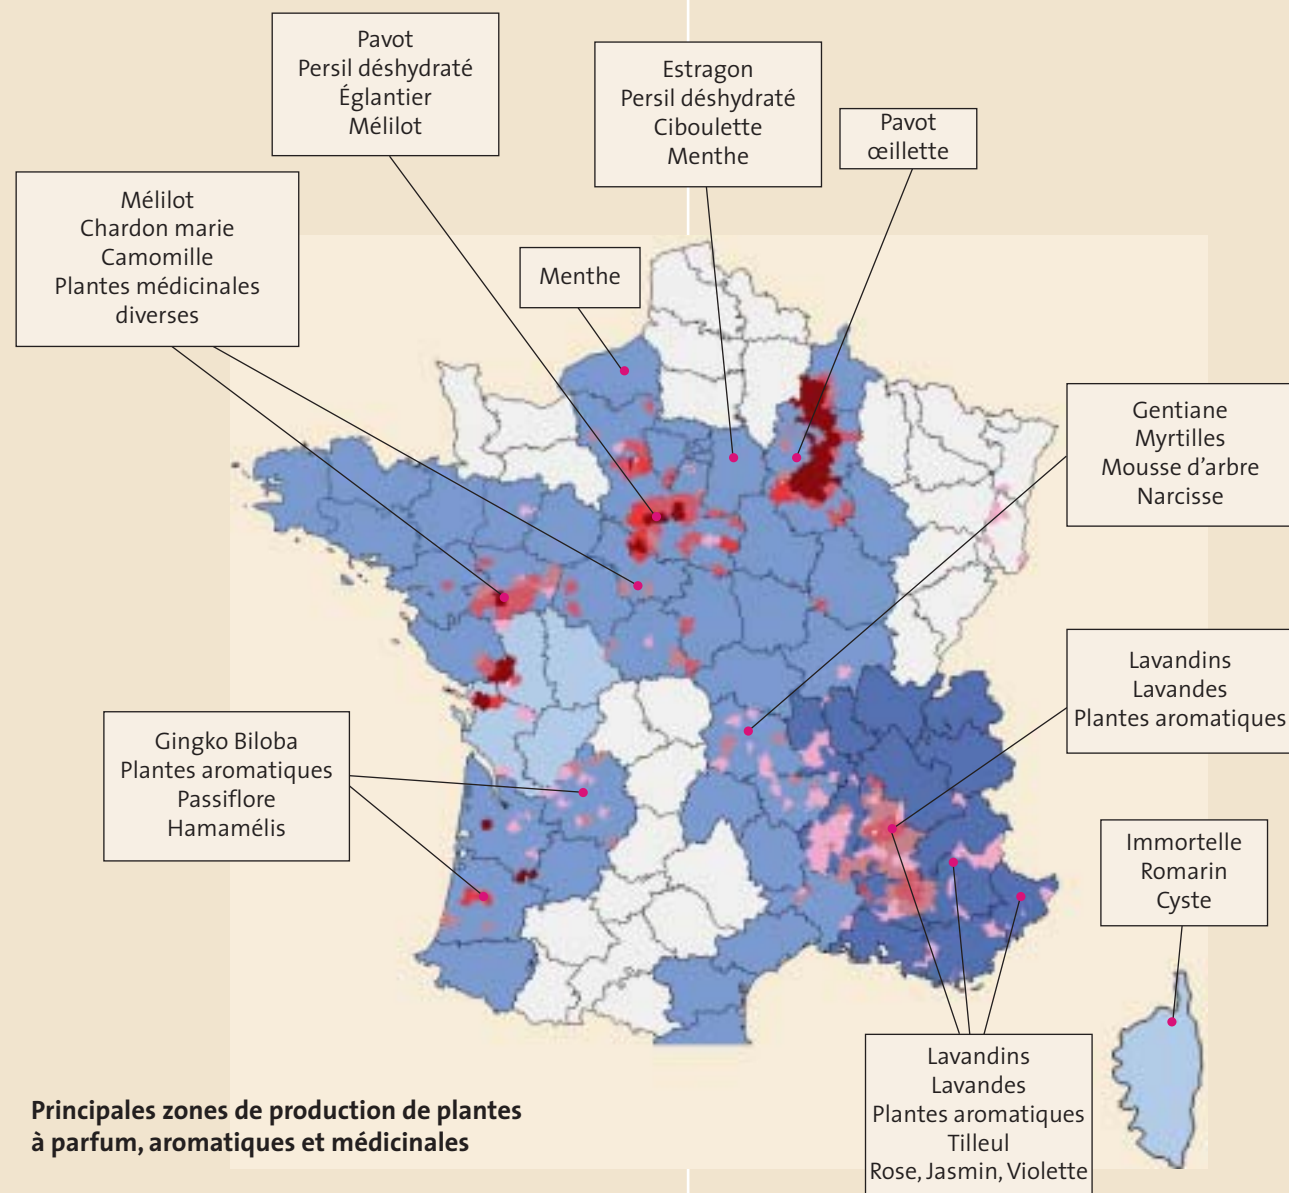 Pavot
Persil déshydraté
Églantier
Mélilot
Estragon
Persil déshydraté
Ciboulette
Menthe
Pavot
œillette
Mélilot
Chardon marie
Camomille
Plantes médicinales
diverses
Menthe
Gentiane
Myrtilles
Mousse d’arbre
Narcisse
Lavandins
Lavandes
Plantes aromatiques
Gingko Biloba
Plantes aromatiques
Passiflore
Hamamélis
Immortelle
Romarin
Cyste
Lavandins
Lavandes
Plantes aromatiques
Tilleul
Rose, Jasmin, Violette
Principales zones de production de plantes
à parfum, aromatiques et médicinales